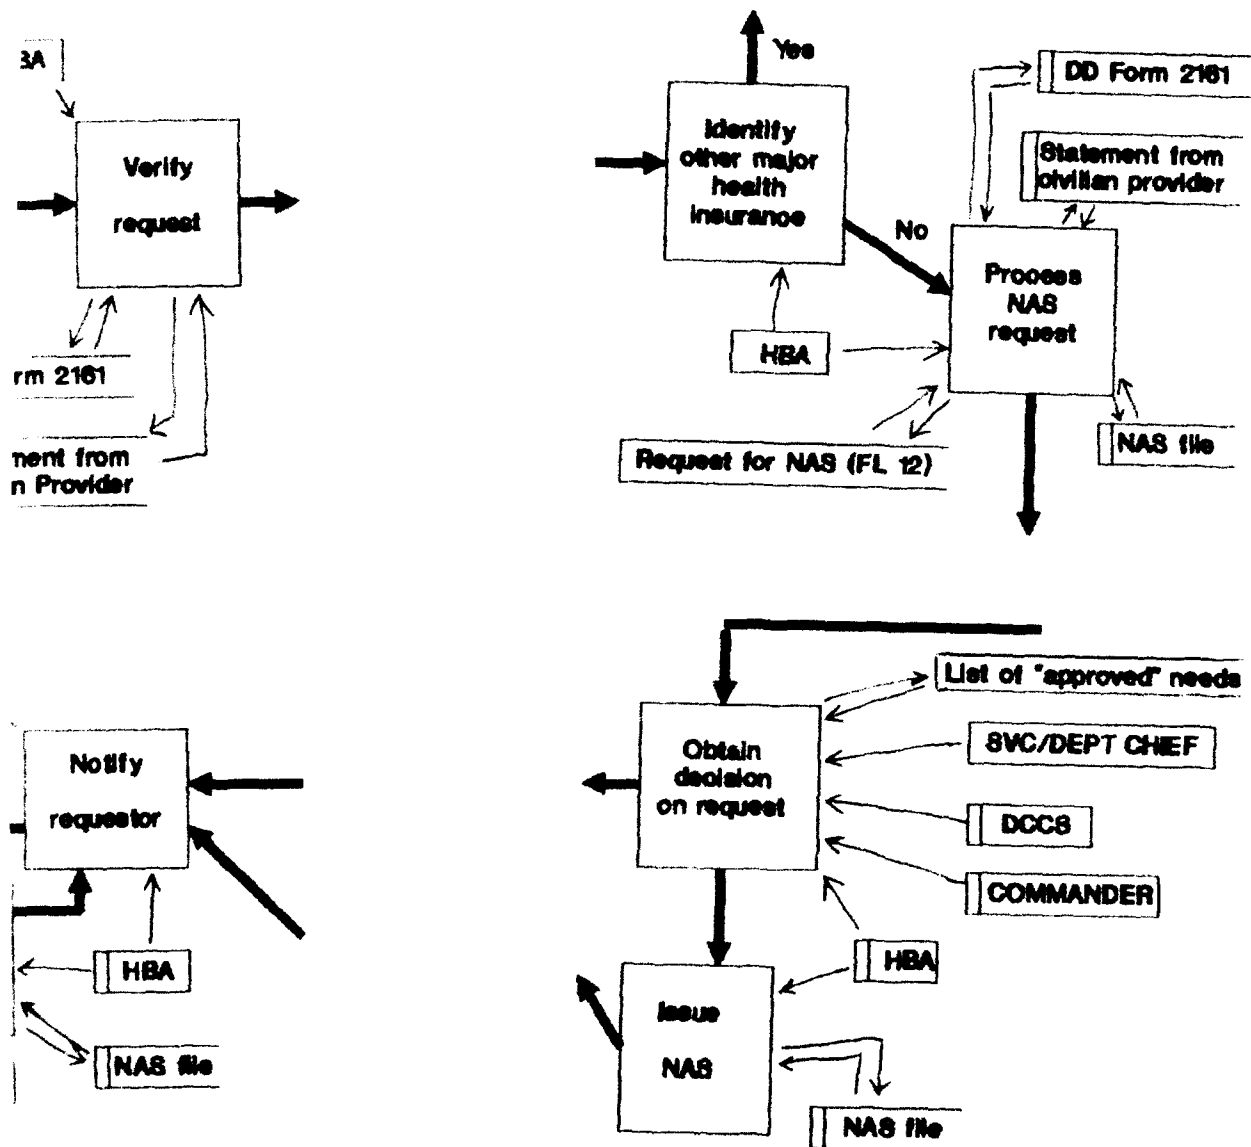 BA
Verify
request
rm 2161
ment from
n Provider
Yes
Identify
other major
health
insurance
No
DD Form 2161
Statement from
civilian provider
Process
NAS
request
HBA
Request for NAS (FL 12)
NAS file
Notify
requestor
HBA
NAS file
List of "approved" needs
Obtain
decision
on request
SVC/DEPT CHIEF
DCCS
COMMANDER
HBA
Issue
NAS
NAS file